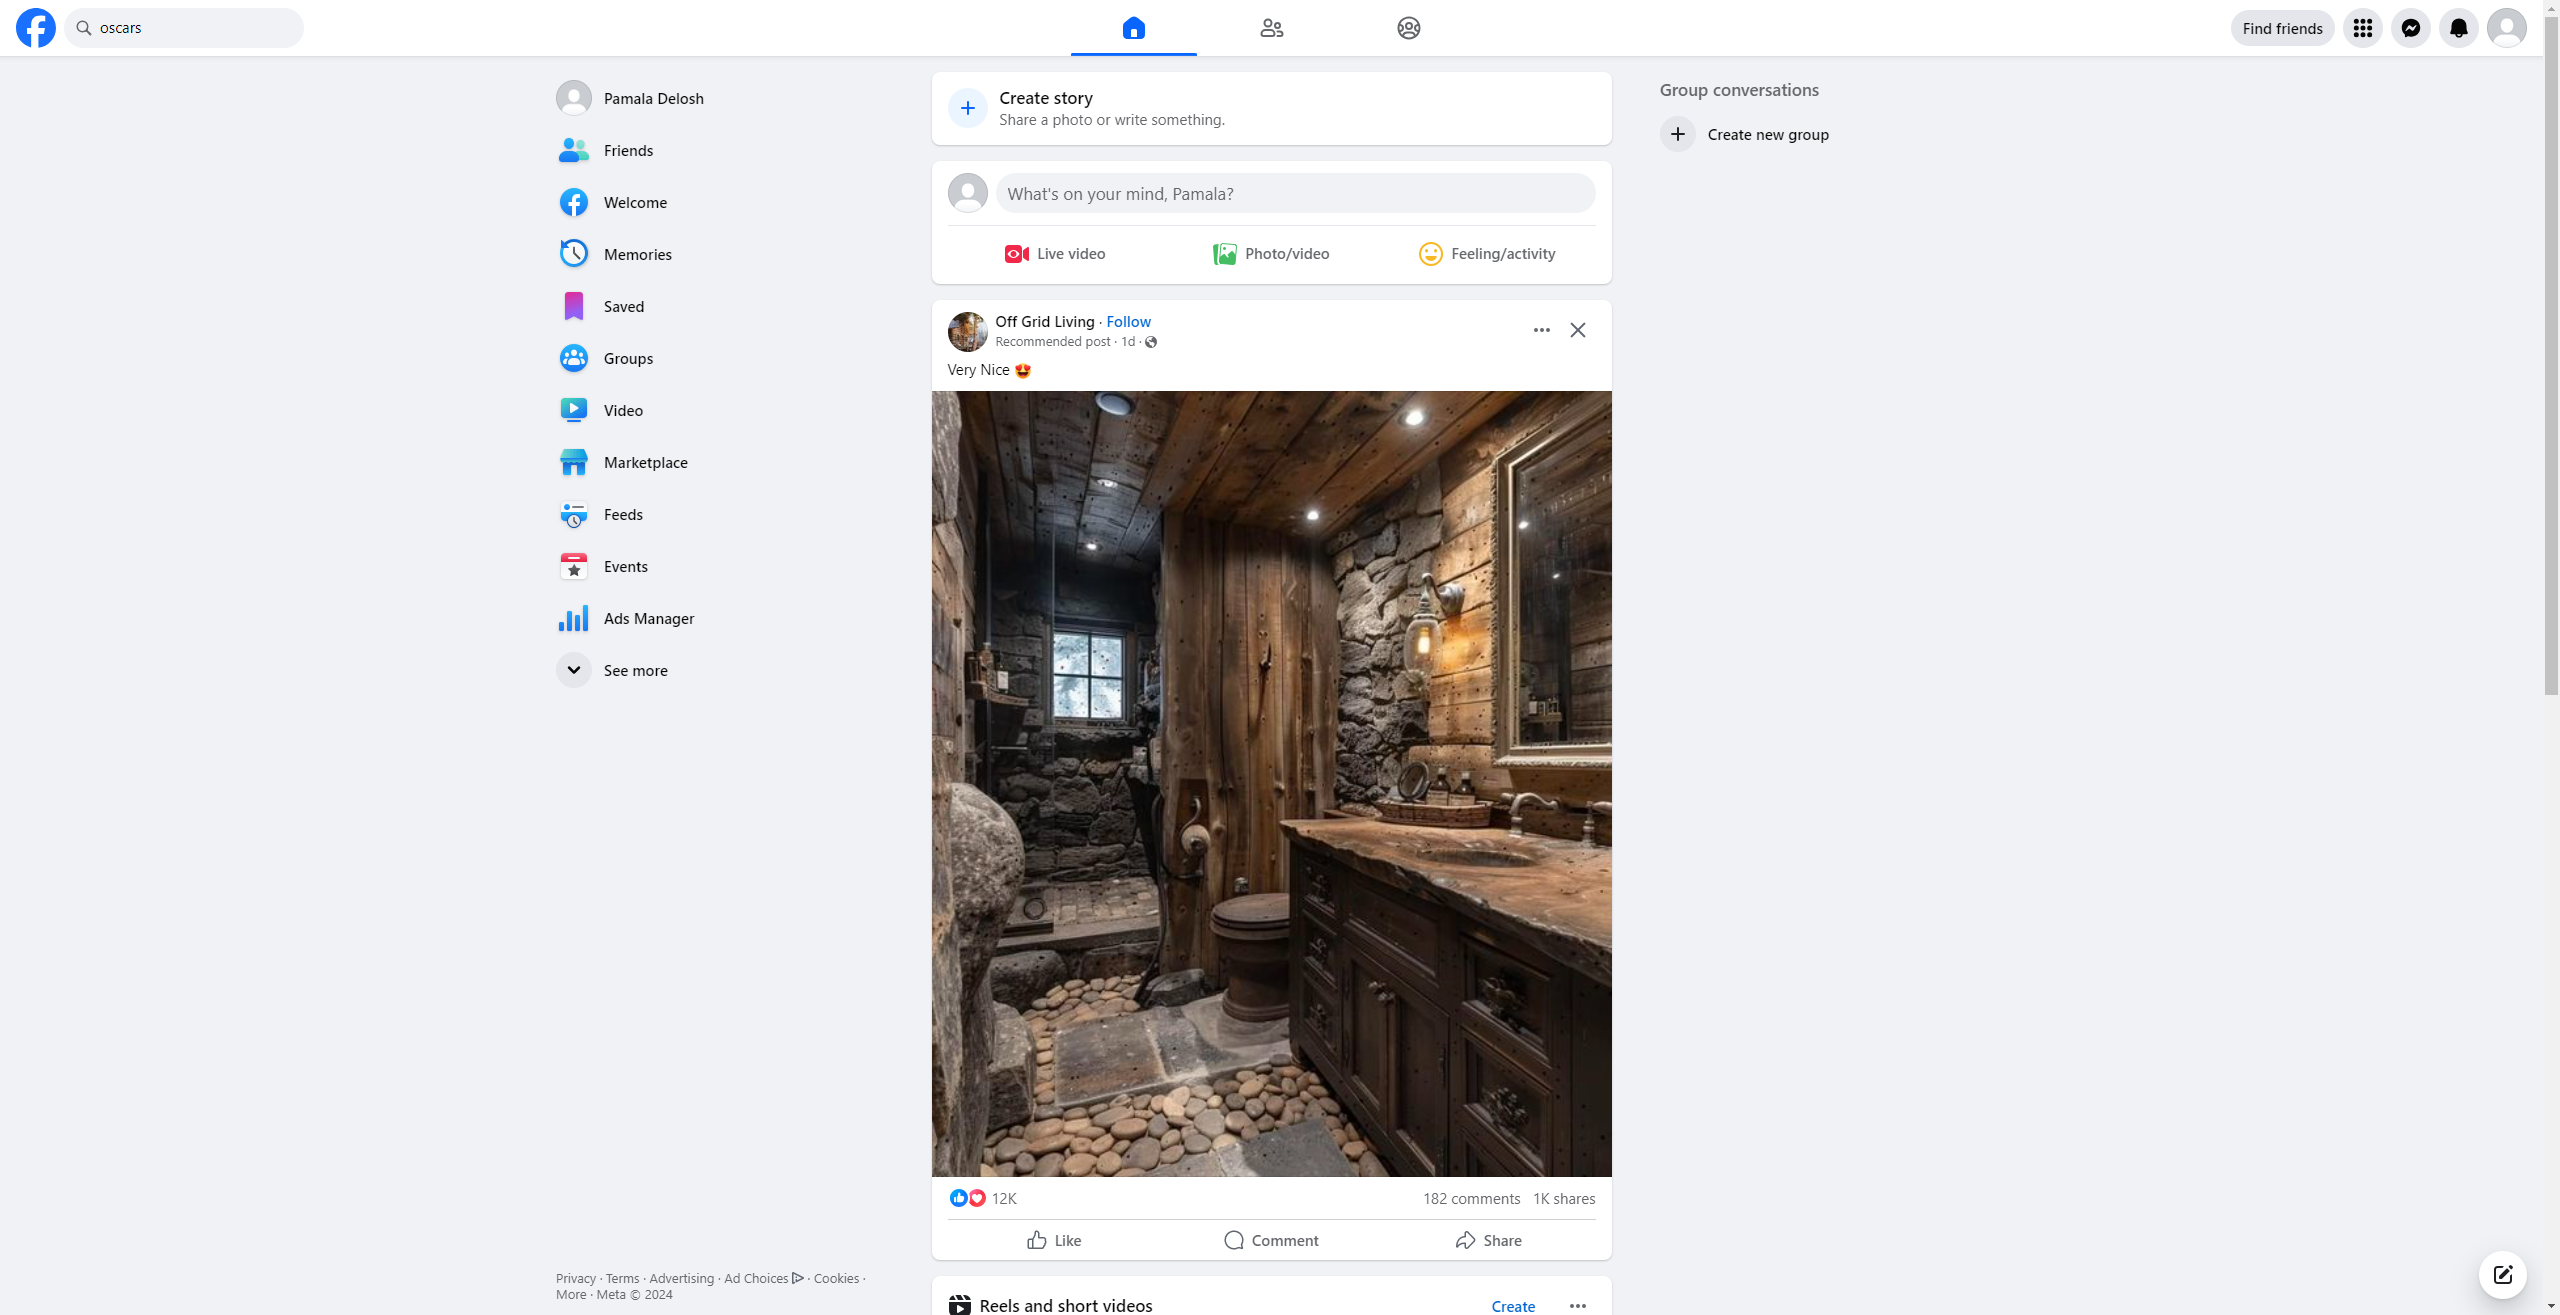 oscars
Find friends
Pamala Delosh
Friends
Welcome
Memories
Saved
Groups
Video
Marketplace
Feeds
Events
Ads Manager
See more
Privacy · Terms · Advertising · Ad Choices · Cookies ·
More · Meta © 2024
Create story
Share a photo or write something.
What's on your mind, Pamala?
Live video
Photo/video
Feeling/activity
Off Grid Living · Follow
Recommended post · 1d ·
Very Nice 😍
12K
182 comments 1K shares
Like
Comment
Share
Reels and short videos
Create
Group conversations
Create new group